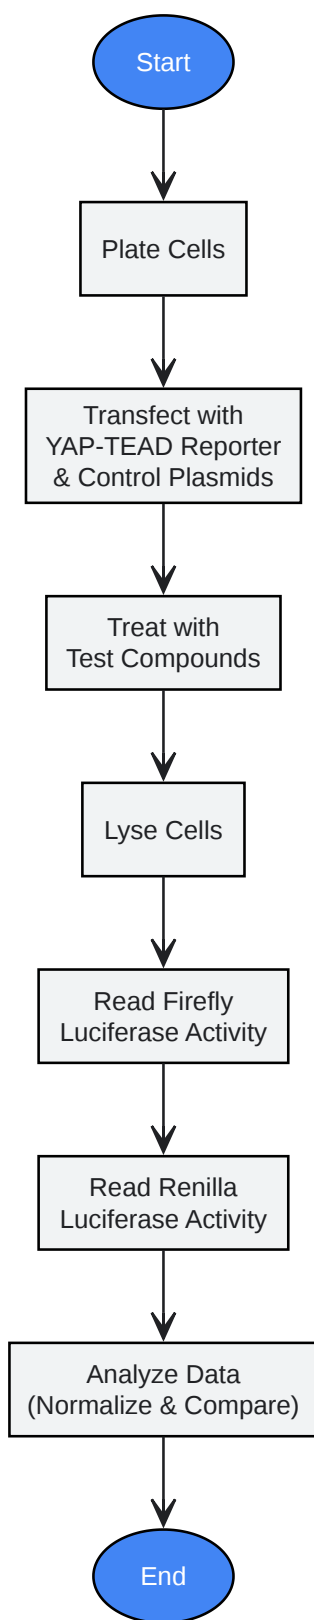 Start
Plate Cells
Transfect with
YAP-TEAD Reporter
& Control Plasmids
Treat with
Test Compounds
Lyse Cells
Read Firefly
Luciferase Activity
Read Renilla
Luciferase Activity
Analyze Data
(Normalize & Compare)
End